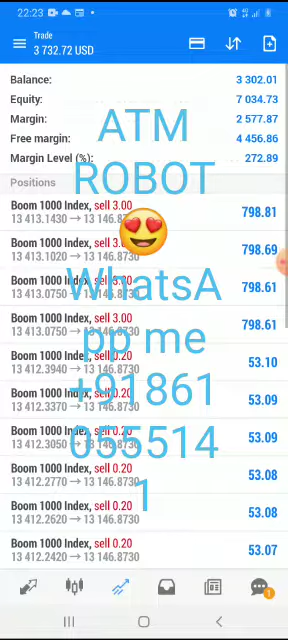 22:23
Trade
3 732.72 USD
Balance: 3 302.01
Equity: 7 034.73
Margin: 2 577.87
Free margin: 4 456.86
Margin Level (%): 272.89
Positions
Boom 1000 Index, sell 3.00 798.81
13 413.1430 → 13 146.8730
Boom 1000 Index, sell 3.00 798.69
13 413.1020 → 13 146.8730
Boom 1000 Index, sell 3.00 798.61
13 413.0750 → 13 146.8730
Boom 1000 Index, sell 3.00 798.61
13 413.0750 → 13 146.8730
Boom 1000 Index, sell 0.20 53.10
13 412.3940 → 13 146.8730
Boom 1000 Index, sell 0.20 53.09
13 412.3370 → 13 146.8730
Boom 1000 Index, sell 0.20 53.09
13 412.3050 → 13 146.8730
Boom 1000 Index, sell 0.20 53.08
13 412.2770 → 13 146.8730
Boom 1000 Index, sell 0.20 53.08
13 412.2620 → 13 146.8730
Boom 1000 Index, sell 0.20 53.07
13 412.2420 → 13 146.8730
1
ATM
ROBOT
😍
WhatsA
pp me
+91861
055514
1